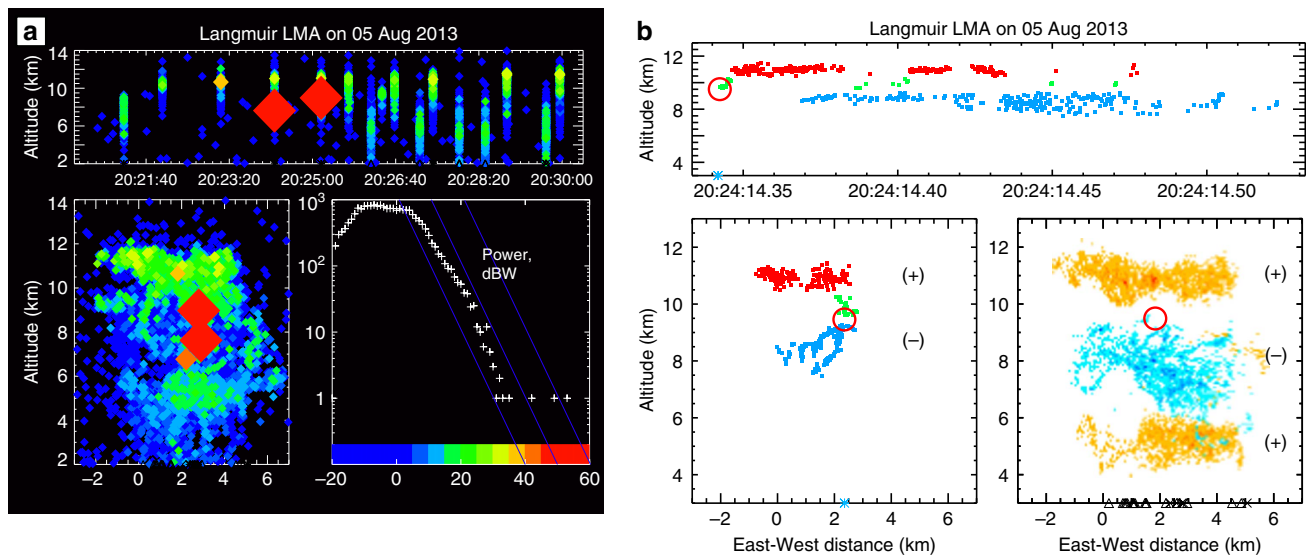 a
Langmuir LMA on 05 Aug 2013
Altitude (km)
14
10
6
2
20:21:40 20:23:20 20:25:00 20:26:40 20:28:20 20:30:00
Altitude (km)
14
12
10
8
6
4
2
−2 0 2 4 6
10³
10²
10
1
Power,
dBW
−20 0 20 40 60
b
Langmuir LMA on 05 Aug 2013
Altitude (km)
12
8
4
20:24:14.35 20:24:14.40 20:24:14.45 20:24:14.50
Altitude (km)
12
10
8
6
4
(+)
(−)
−2 0 2 4 6
East-West distance (km)
12
10
8
6
4
(+)
(−)
(+)
−2 0 2 4 6
East-West distance (km)